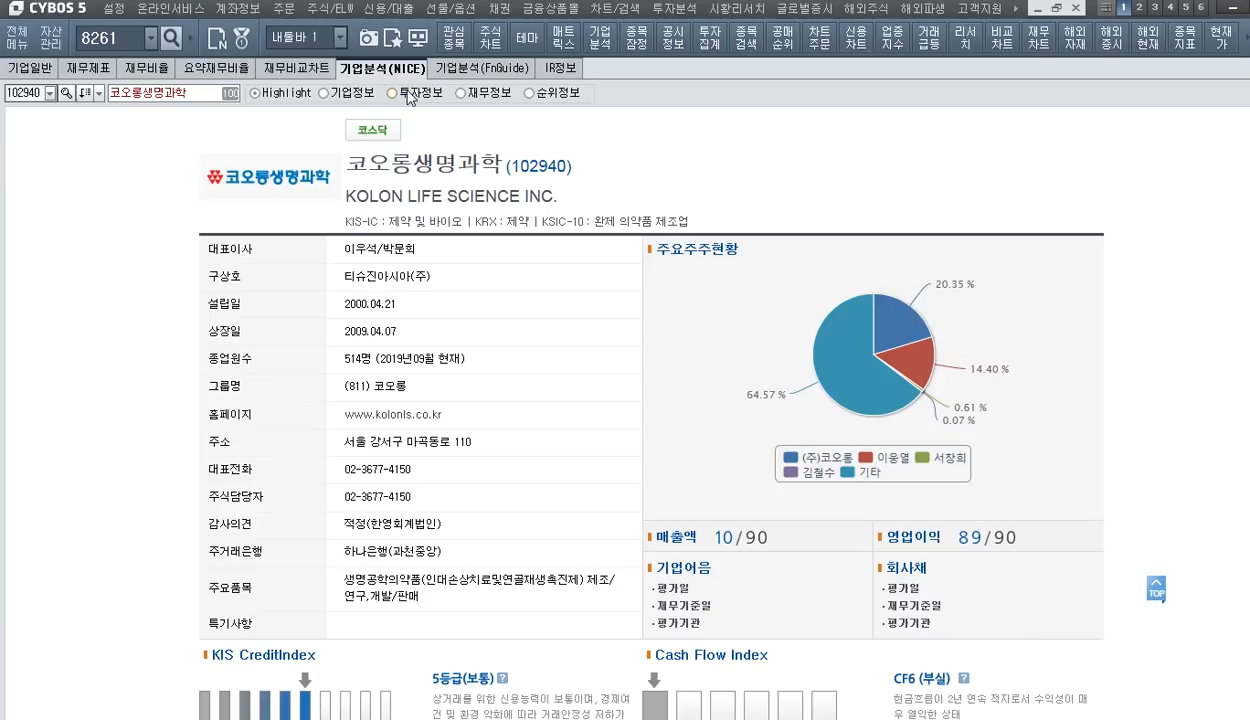 CYBOS 5 설정 온라인서비스 계좌정보 주문 주식/ELW 신용/대출 선물/옵션 채권 금융상품몰 차트/검색 투자분석 시황리서치 글로벌증시 해외주식 해외파생 고객지원 1 2 3 4 5 6
전체메뉴 자산관리 8261 내툴바 1 관심종목 주식차트 테마 매트릭스 기업분석 종목잠정 공시정보 투자집계 종목검색 공매순위 차트주문 신용차트 업종지수 거래급등 리서치 비교차트 재무차트 해외자재 해외증시 해외현재 종목지표 현재가
기업일반 재무제표 재무비율 요약재무비율 재무비교차트 기업분석(NICE) 기업분석(FnGuide) IR정보
102940 코오롱생명과학 100 Highlight 기업정보 투자정보 재무정보 순위정보
코스닥
코오롱생명과학
코오롱생명과학 (102940)
KOLON LIFE SCIENCE INC.
KIS-IC : 제약 및 바이오 | KRX : 제약 | KSIC-10 : 완제 의약품 제조업
대표이사 이우석/박문희
구상호 티슈진아시아(주)
설립일 2000.04.21
상장일 2009.04.07
종업원수 514명 (2019년09월 현재)
그룹명 (811) 코오롱
홈페이지 www.kolonls.co.kr
주소 서울 강서구 마곡동로 110
대표전화 02-3677-4150
주식담당자 02-3677-4150
감사의견 적정(한영회계법인)
주거래은행 하나은행(과천중앙)
주요품목 생명공학의약품(인대손상치료및연골재생촉진제) 제조/
연구,개발/판매
특기사항
주요주주현황
20.35 %
14.40 %
0.61 %
0.07 %
64.57 %
(주)코오롱 이웅열 서창희
김철수 기타
매출액 10/90 영업이익 89/90
기업어음 회사채
·평가일 ·평가일
·재무기준일 ·재무기준일
·평가기관 ·평가기관
TOP
KIS CreditIndex
5등급(보통) ?
상거래를 위한 신용능력이 보통이며, 경제여
건 및 환경 악화에 따라 거래안정성 저하가
Cash Flow Index
CF6 (부실) ?
현금흐름이 2년 연속 적자로서 수익성이 매
우 열악한 상태